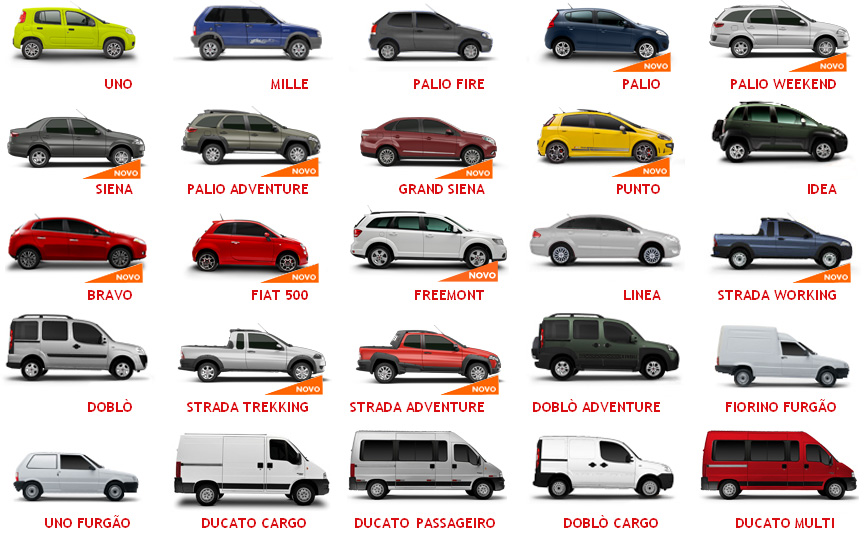 UNO
MILLE
PALIO FIRE
NOVO
PALIO
NOVO
PALIO WEEKEND
NOVO
SIENA
NOVO
PALIO ADVENTURE
NOVO
GRAND SIENA
NOVO
PUNTO
IDEA
NOVO
BRAVO
NOVO
FIAT 500
NOVO
FREEMONT
LINEA
NOVO
STRADA WORKING
DOBLÒ
NOVO
STRADA TREKKING
NOVO
STRADA ADVENTURE
DOBLÒ ADVENTURE
FIORINO FURGÃO
UNO FURGÃO
DUCATO CARGO
DUCATO PASSAGEIRO
DOBLÒ CARGO
DUCATO MULTI